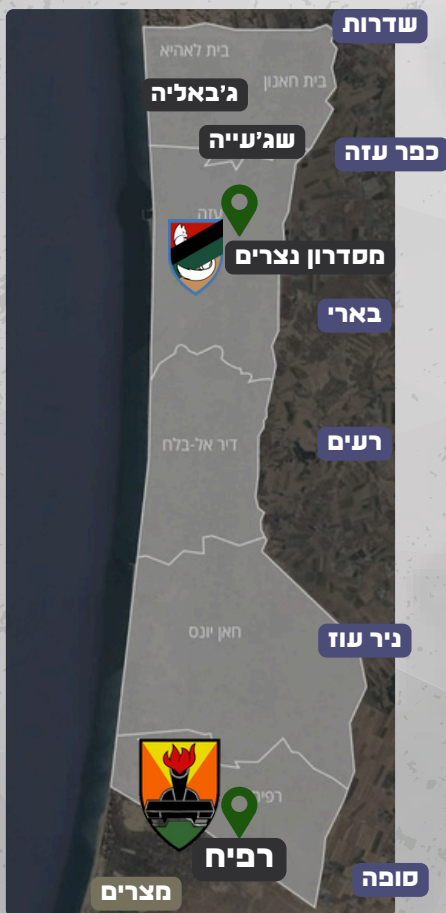 שדרות
בית לאהיא
בית חאנון
ג׳באליה
שג׳עייה
כפר עזה
עזה
מסדרון נצרים
בארי
רעים
דיר אל-בלח
ניר עוז
חאן יונס
רפיח
רפיח
סופה
מצרים